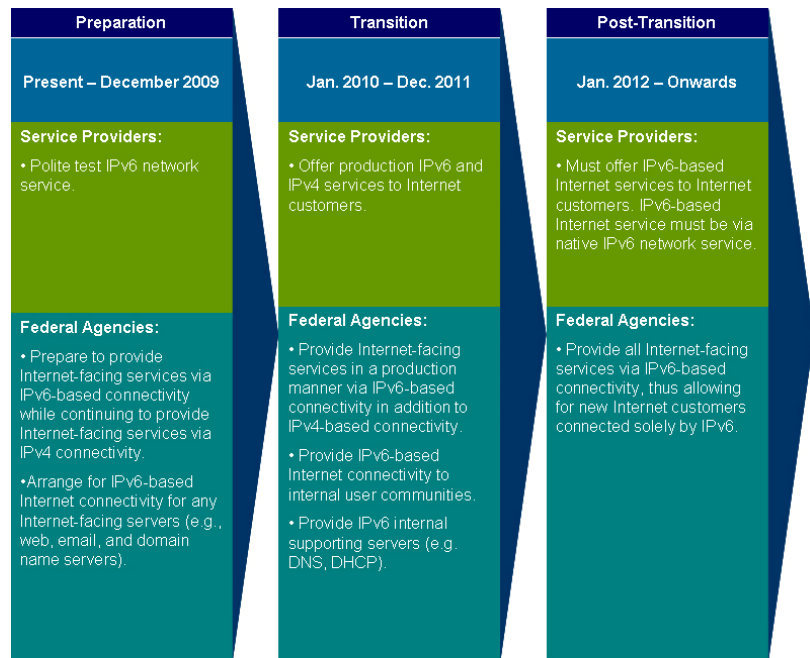 Preparation
Present – December 2009
Service Providers:
• Polite test IPv6 network
service.
Federal Agencies:
• Prepare to provide
Internet-facing services via
IPv6-based connectivity
while continuing to provide
Internet-facing services via
IPv4 connectivity.
•Arrange for IPv6-based
Internet connectivity for any
Internet-facing servers (e.g.,
web, email, and domain
name servers).
Transition
Jan. 2010 – Dec. 2011
Service Providers:
• Offer production IPv6 and
IPv4 services to Internet
customers.
Federal Agencies:
• Provide Internet-facing
services in a production
manner via IPv6-based
connectivity in addition to
IPv4-based connectivity.
• Provide IPv6-based
Internet connectivity to
internal user communities.
• Provide IPv6 internal
supporting servers (e.g.
DNS, DHCP).
Post-Transition
Jan. 2012 – Onwards
Service Providers:
• Must offer IPv6-based
Internet services to Internet
customers. IPv6-based
Internet service must be via
native IPv6 network service.
Federal Agencies:
• Provide all Internet-facing
services via IPv6-based
connectivity, thus allowing
for new Internet customers
connected solely by IPv6.